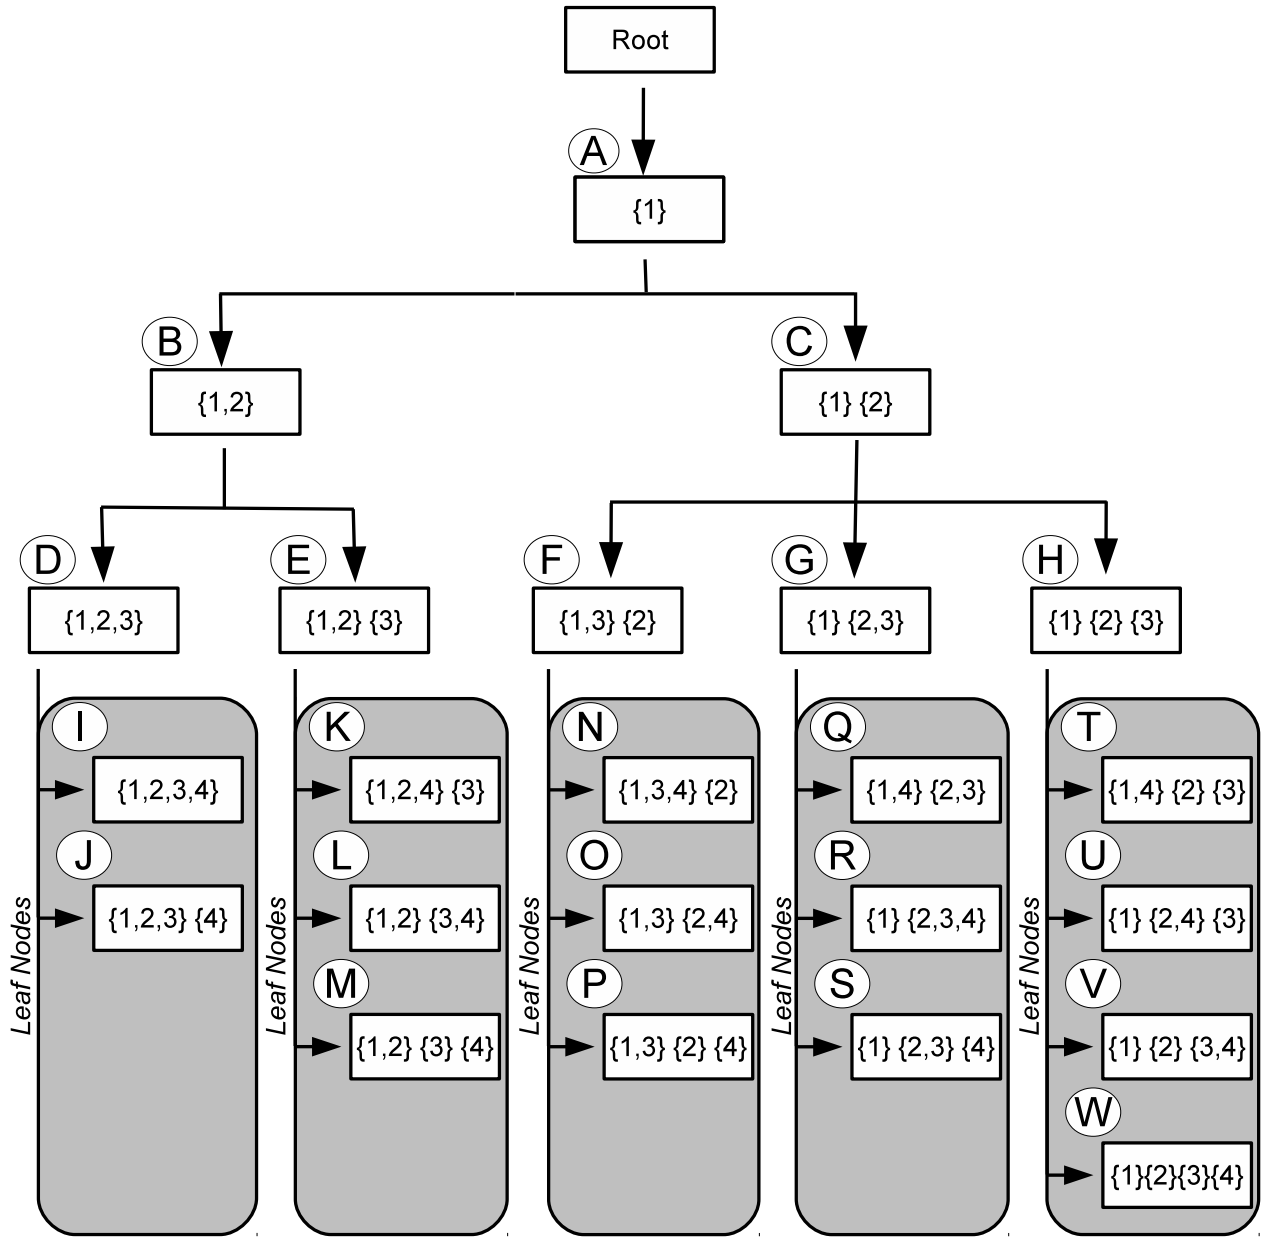 Root
A
{1}
B
C
{1,2}
{1} {2}
D
E
F
G
H
{1,2,3}
{1,2} {3}
{1,3} {2}
{1} {2,3}
{1} {2} {3}
Leaf Nodes
I
{1,2,3,4}
J
{1,2,3} {4}
Leaf Nodes
K
{1,2,4} {3}
L
{1,2} {3,4}
M
{1,2} {3} {4}
Leaf Nodes
N
{1,3,4} {2}
O
{1,3} {2,4}
P
{1,3} {2} {4}
Leaf Nodes
Q
{1,4} {2,3}
R
{1} {2,3,4}
S
{1} {2,3} {4}
Leaf Nodes
T
{1,4} {2} {3}
U
{1} {2,4} {3}
V
{1} {2} {3,4}
W
{1}{2}{3}{4}